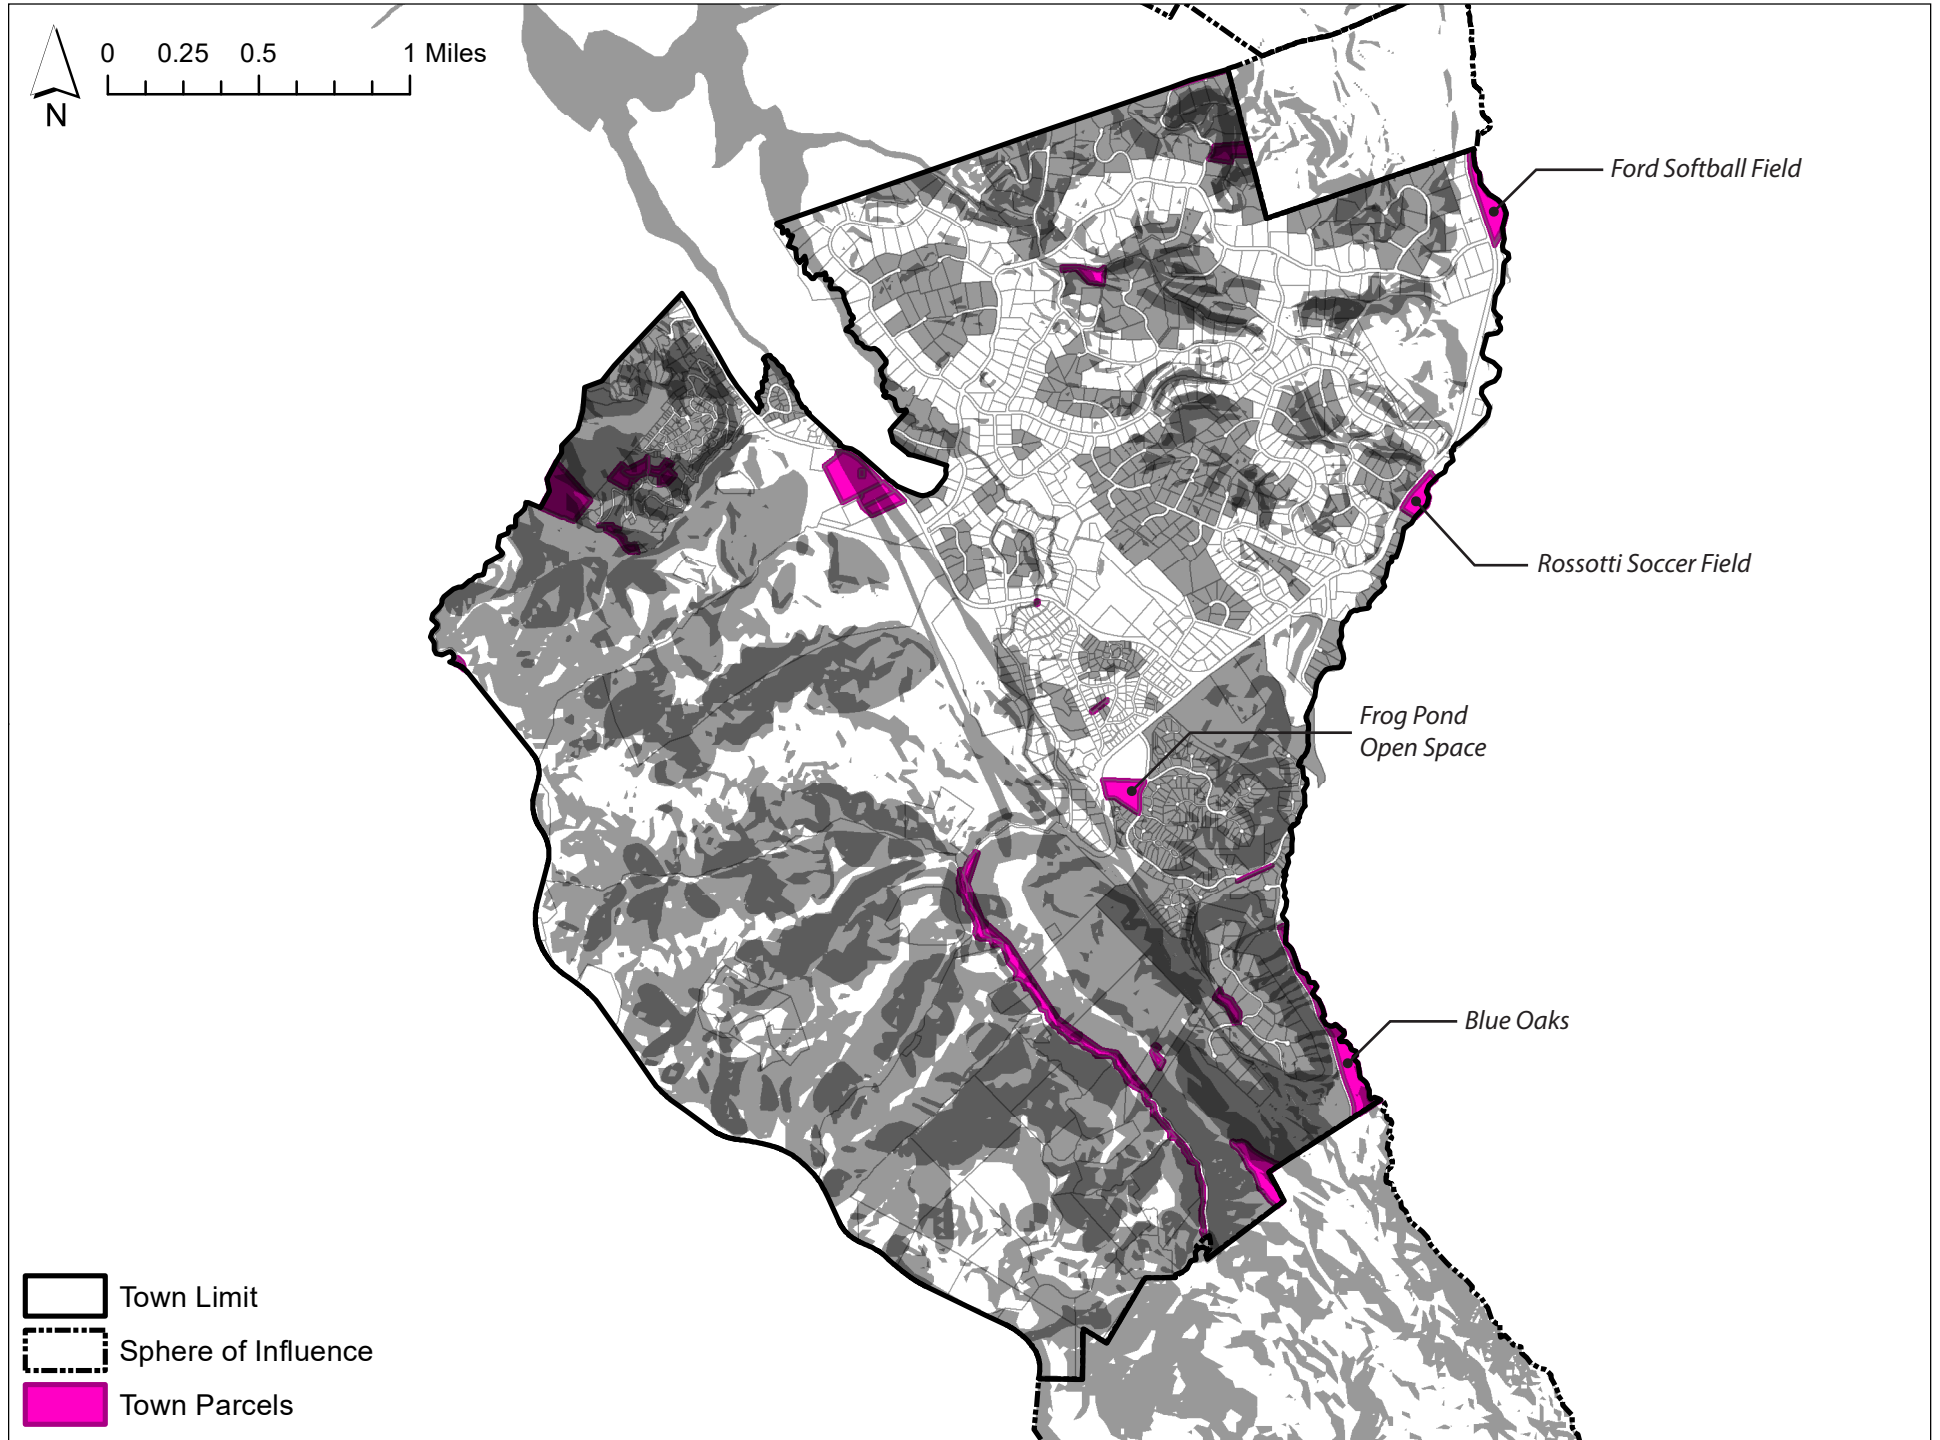 0 0.25 0.5 1 Miles
N
Ford Softball Field
Rossotti Soccer Field
Frog Pond
Open Space
Blue Oaks
Town Limit
Sphere of Influence
Town Parcels